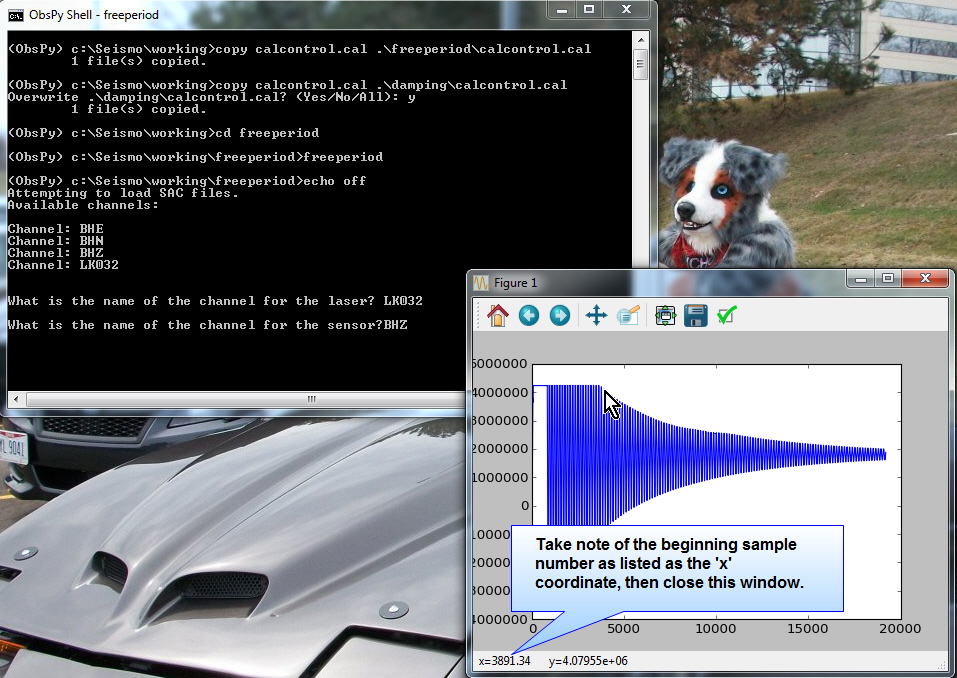 ObsPy Shell - freeperiod
(ObsPy) c:\Seismo\working>copy calcontrol.cal .\freeperiod\calcontrol.cal
1 file(s) copied.
(ObsPy) c:\Seismo\working>copy calcontrol.cal .\damping\calcontrol.cal
Overwrite .\damping\calcontrol.cal? (Yes/No/All): y
1 file(s) copied.
(ObsPy) c:\Seismo\working>cd freeperiod
(ObsPy) c:\Seismo\working\freeperiod>freeperiod
(ObsPy) c:\Seismo\working\freeperiod>echo off
Attempting to load SAC files.
Available channels:
Channel: BHE
Channel: BHN
Channel: BHZ
Channel: LK032
What is the name of the channel for the laser? LK032
What is the name of the channel for the sensor?BHZ
Figure 1
5000000
4000000
3000000
2000000
1000000
0
Take note of the beginning sample
number as listed as the 'x'
coordinate, then close this window.
0 5000 10000 15000 20000
x=3891.34 y=4.07955e+06